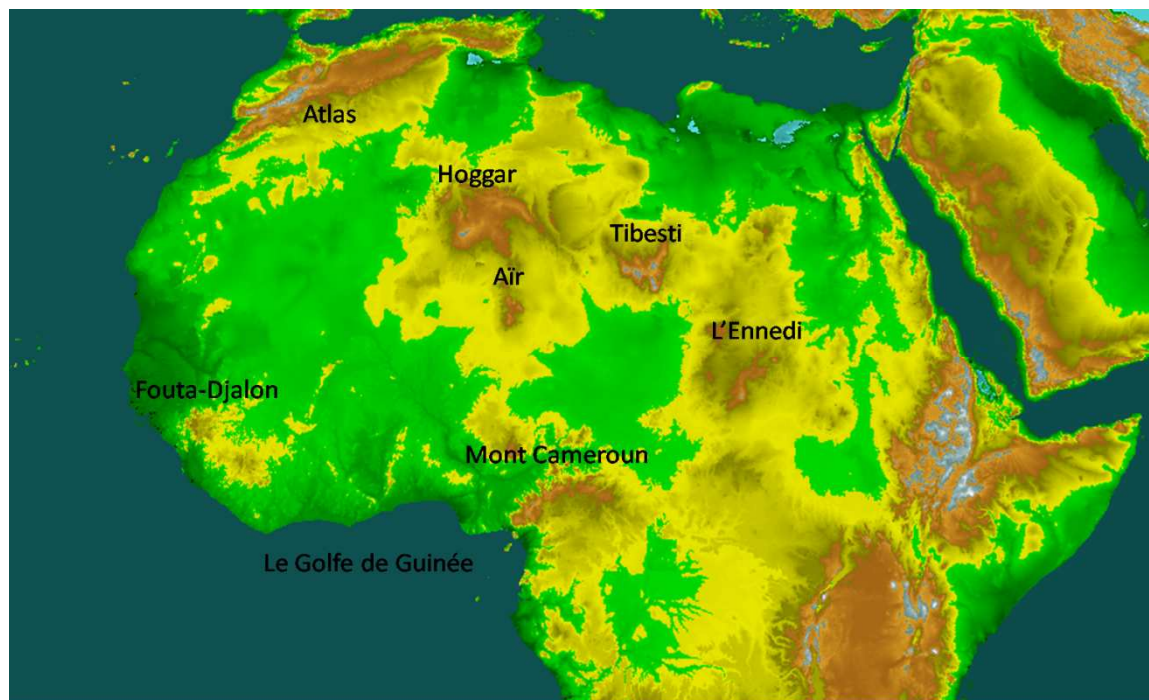 Atlas
Hoggar
Tibesti
Aïr
L’Ennedi
Fouta-Djalon
Mont Cameroun
Le Golfe de Guinée